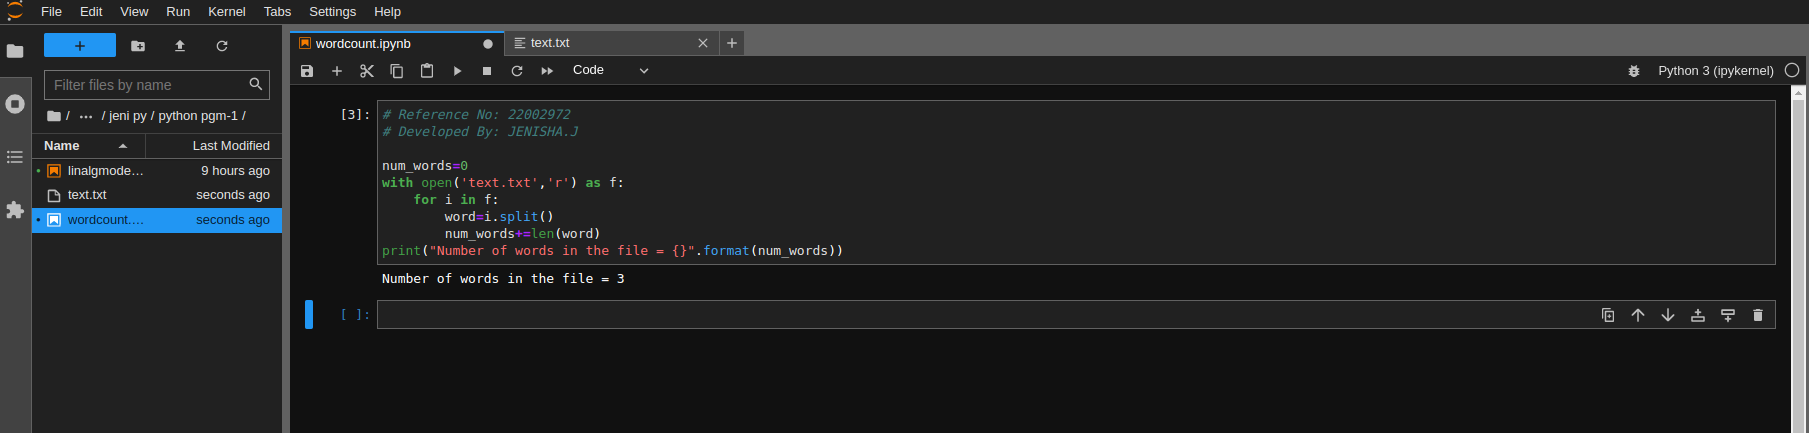 File Edit View Run Kernel Tabs Settings Help
wordcount.ipynb text.txt
Filter files by name
Code
Python 3 (ipykernel)
/ ... / jeni py / python pgm-1 /
Name Last Modified
linalgmode... 9 hours ago
text.txt seconds ago
wordcount.... seconds ago
[3]:
# Reference No: 22002972
# Developed By: JENISHA.J
num_words=0
with open('text.txt','r') as f:
    for i in f:
        word=i.split()
        num_words+=len(word)
print("Number of words in the file = {}".format(num_words))
Number of words in the file = 3
[ ]: